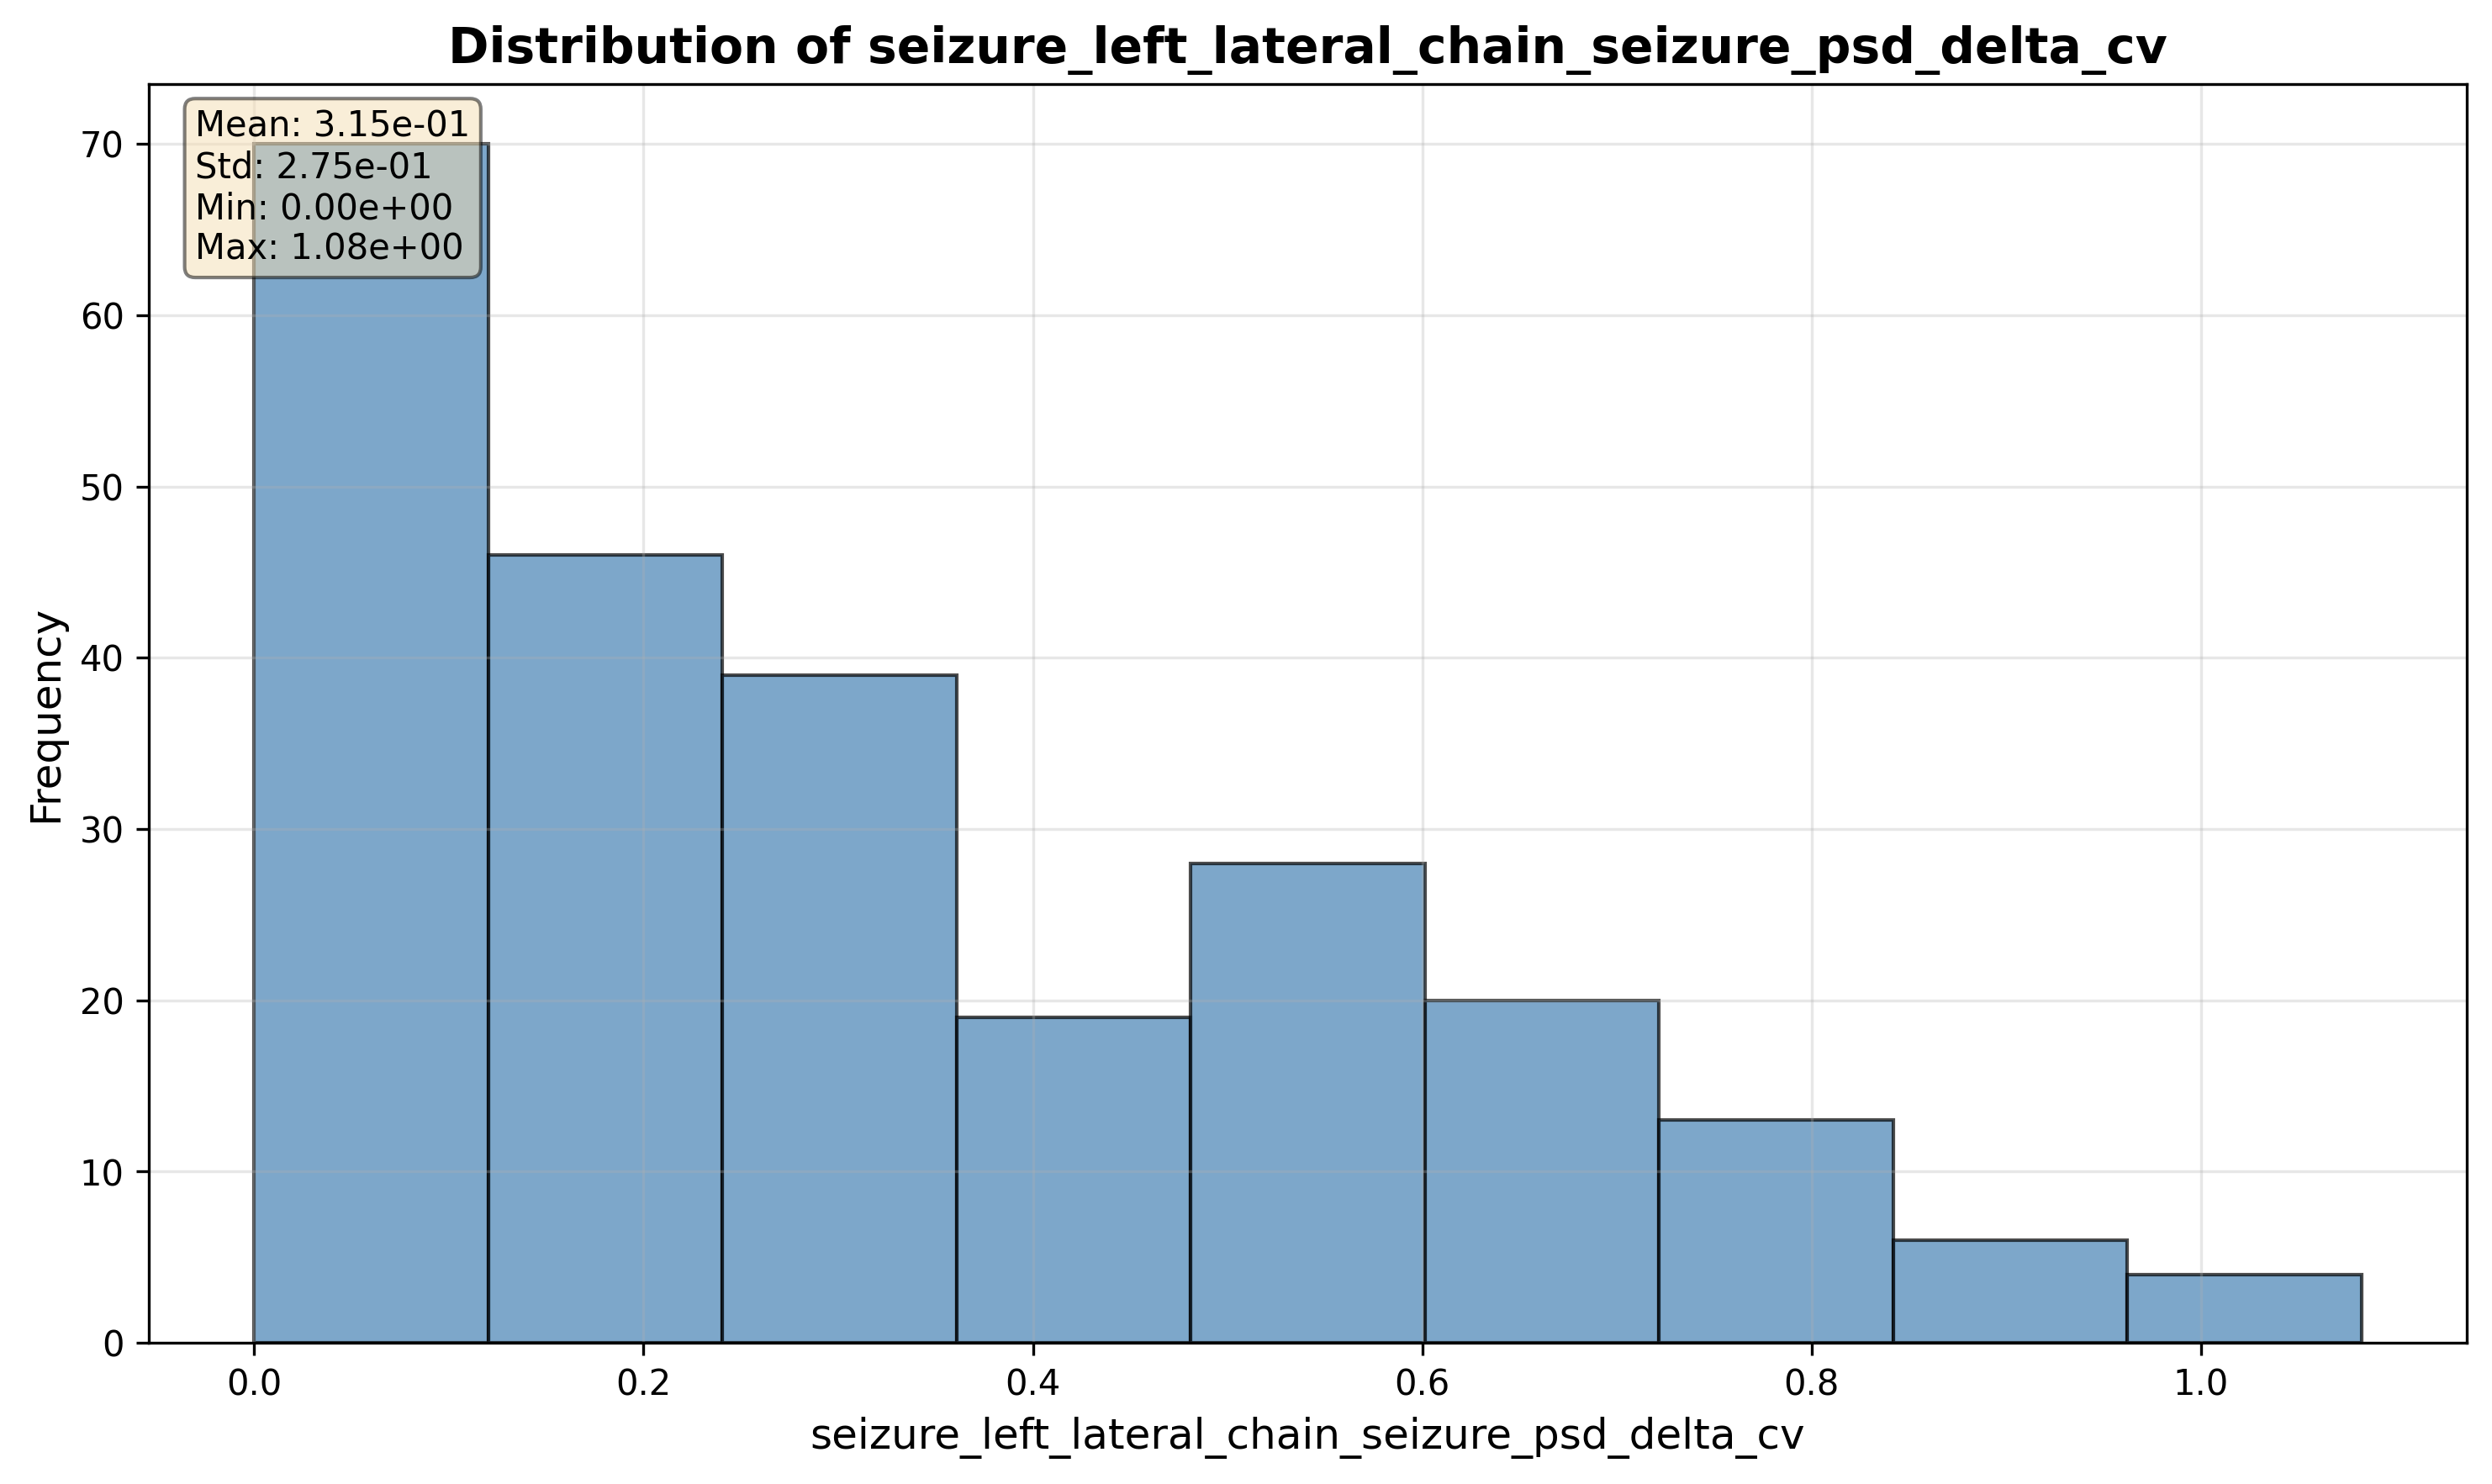 Distribution of seizure_left_lateral_chain_seizure_psd_delta_cv
Mean: 3.15e-01
Std: 2.75e-01
Min: 0.00e+00
Max: 1.08e+00
70
60
50
40
30
20
10
0
Frequency
0.0 0.2 0.4 0.6 0.8 1.0
seizure_left_lateral_chain_seizure_psd_delta_cv